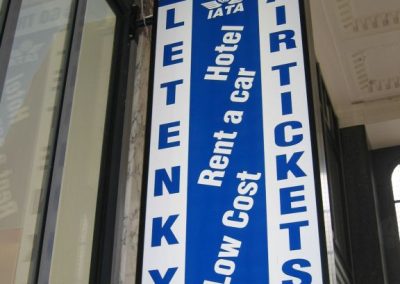 IATA
LETENKY
Hotel
Rent a car
Low Cost
AIR TICKETS